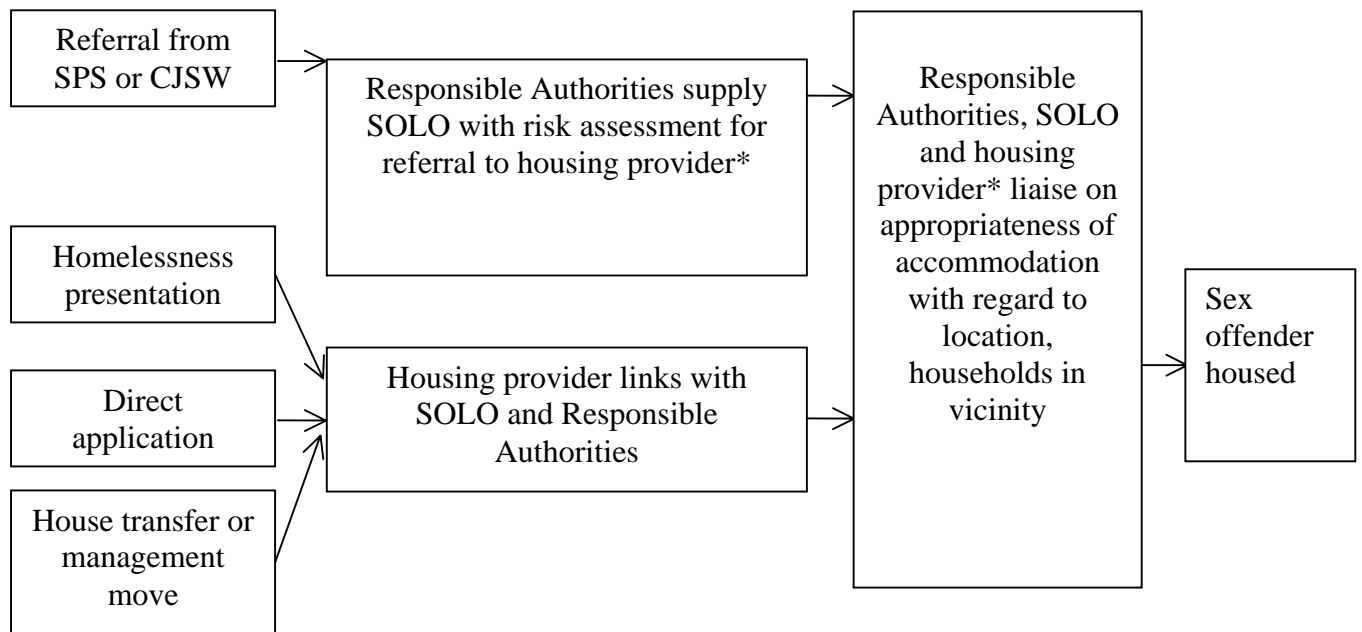 Referral from
SPS or CJSW
Responsible Authorities supply
SOLO with risk assessment for
referral to housing provider*
Homelessness
presentation
Direct
application
House transfer or
management
move
Housing provider links with
SOLO and Responsible
Authorities
Responsible
Authorities, SOLO
and housing
provider* liaise on
appropriateness of
accommodation
with regard to
location,
households in
vicinity
Sex
offender
housed